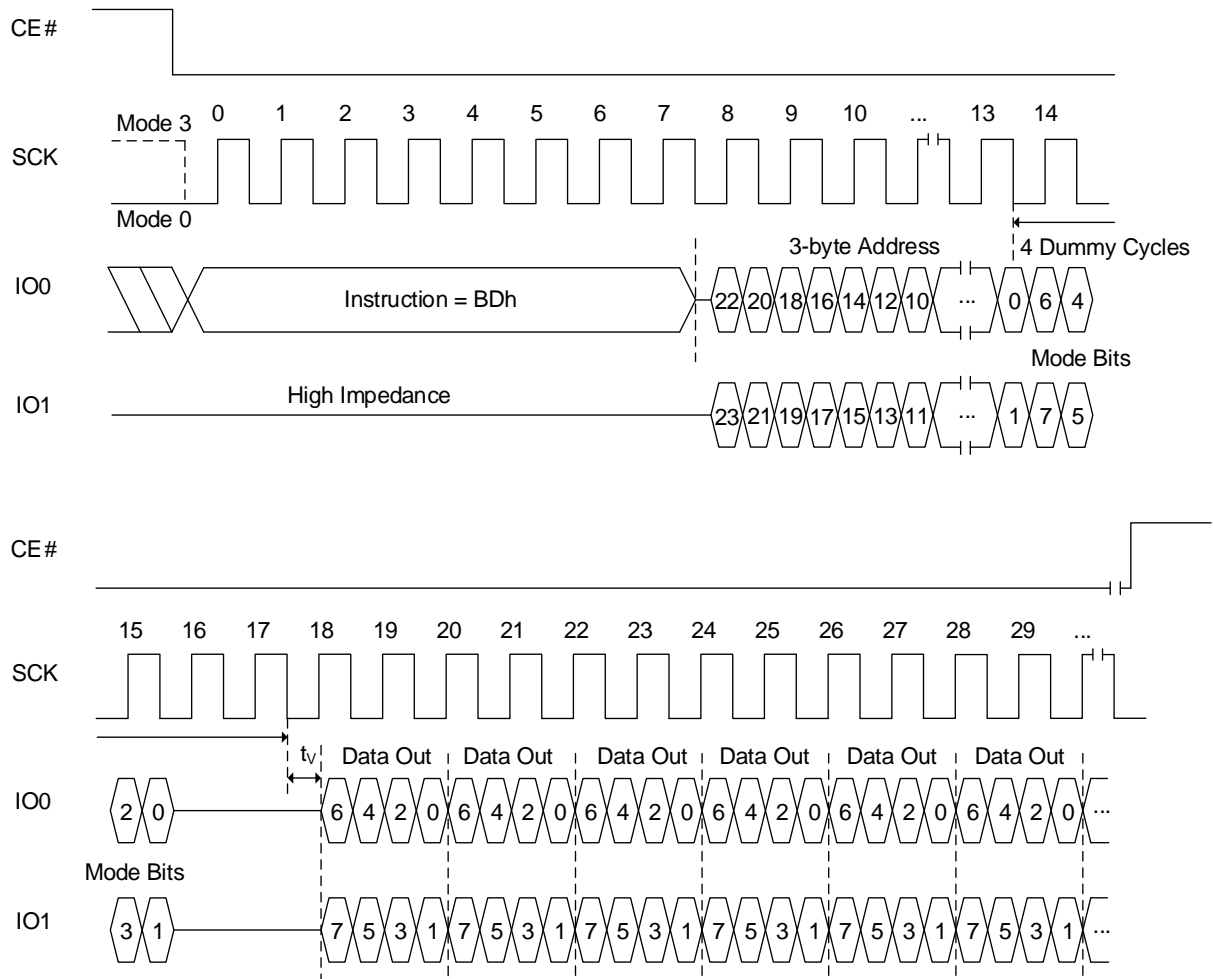 CE#
0 1 2 3 4 5 6 7 8 9 10 ... 13 14
Mode 3
SCK
Mode 0
3-byte Address 4 Dummy Cycles
IO0 Instruction = BDh 22 20 18 16 14 12 10 ... 0 6 4
Mode Bits
IO1 High Impedance 23 21 19 17 15 13 11 ... 1 7 5
CE#
15 16 17 18 19 20 21 22 23 24 25 26 27 28 29 ...
SCK
tV Data Out Data Out Data Out Data Out Data Out Data Out
IO0 2 0 6 4 2 0 6 4 2 0 6 4 2 0 6 4 2 0 6 4 2 0 6 4 2 0 ...
Mode Bits
IO1 3 1 7 5 3 1 7 5 3 1 7 5 3 1 7 5 3 1 7 5 3 1 7 5 3 1 ...